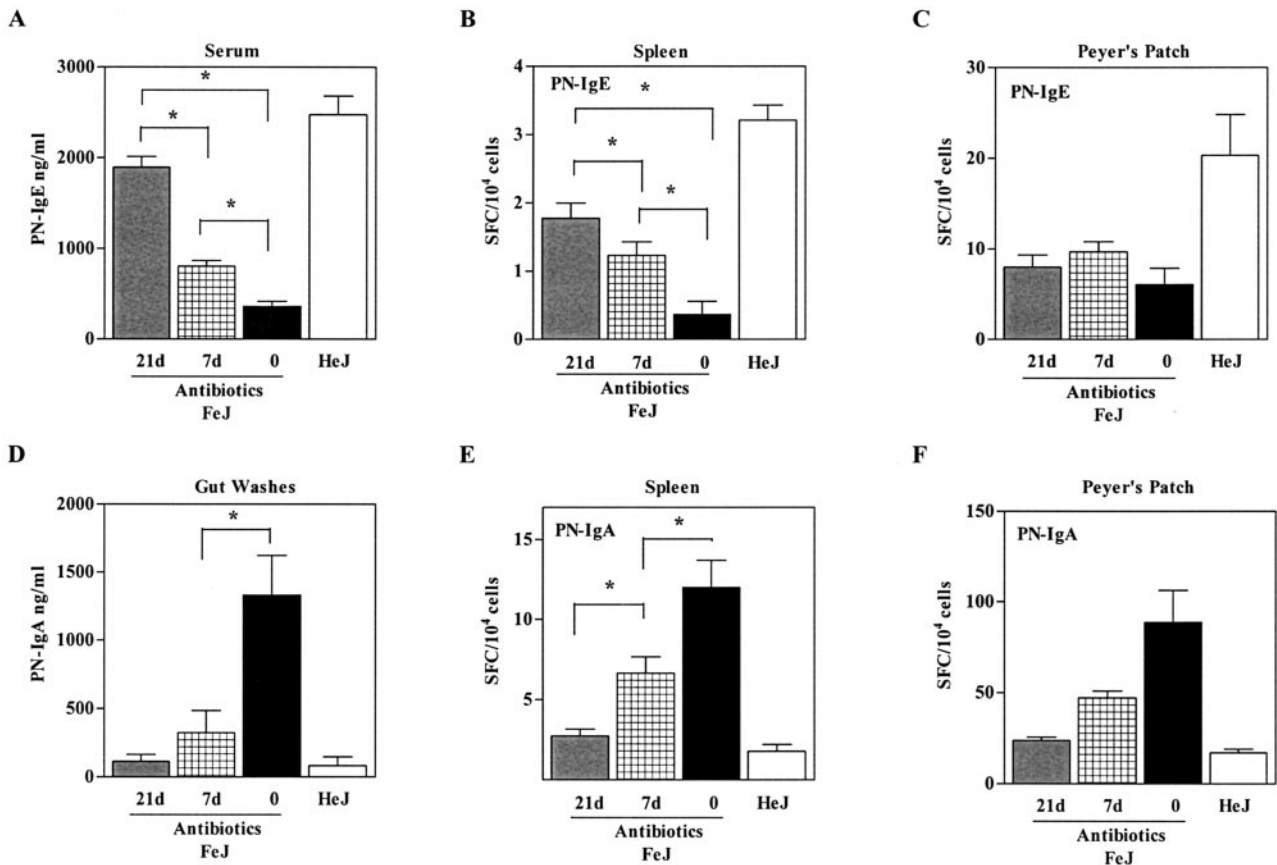 A
Serum
PN-IgE ng/ml
3000
2000
1000
0
*
*
*
21d 7d 0 HeJ
Antibiotics
FeJ
B
Spleen
PN-IgE
SFC/10⁴ cells
4
3
2
1
0
*
*
*
21d 7d 0 HeJ
Antibiotics
FeJ
C
Peyer's Patch
PN-IgE
SFC/10⁴ cells
30
20
10
0
21d 7d 0 HeJ
Antibiotics
FeJ
D
Gut Washes
PN-IgA ng/ml
2000
1500
1000
500
0
*
21d 7d 0 HeJ
Antibiotics
FeJ
E
Spleen
PN-IgA
SFC/10⁴ cells
15
10
5
*
*
21d 7d 0 HeJ
Antibiotics
FeJ
F
Peyer's Patch
PN-IgA
SFC/10⁴ cells
150
100
50
0
21d 7d 0 HeJ
Antibiotics
FeJ